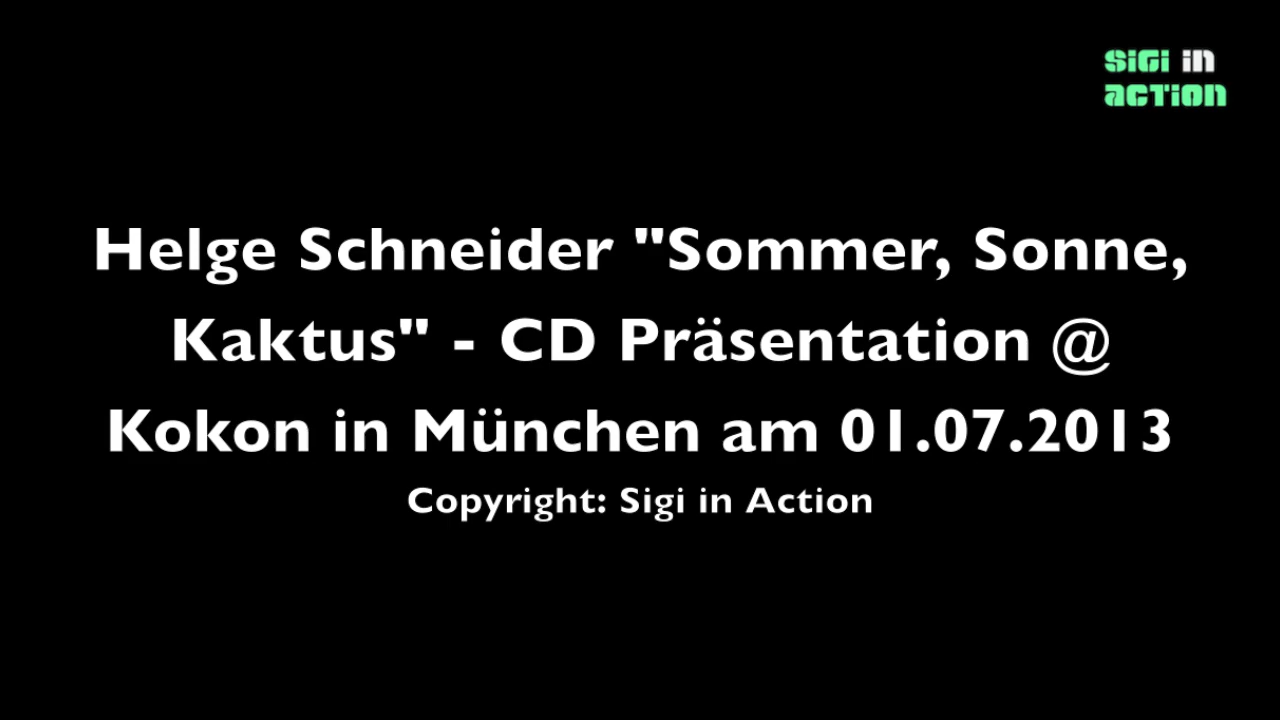 SiGi in
action
Helge Schneider "Sommer, Sonne,
Kaktus" - CD Präsentation @
Kokon in München am 01.07.2013
Copyright: Sigi in Action